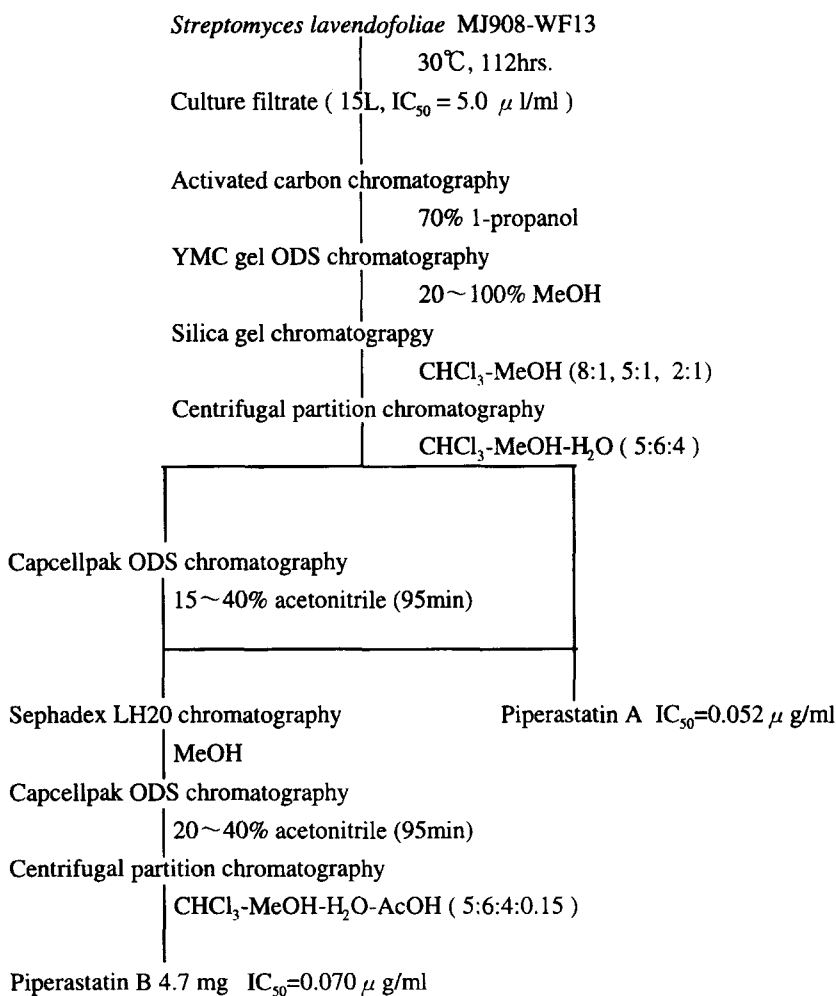 Streptomyces lavendofoliae MJ908-WF13
30℃, 112hrs.
Culture filtrate ( 15L, IC50 = 5.0 μ l/ml )
Activated carbon chromatography
70% 1-propanol
YMC gel ODS chromatography
20～100% MeOH
Silica gel chromatograpgy
CHCl3-MeOH (8:1, 5:1, 2:1)
Centrifugal partition chromatography
CHCl3-MeOH-H2O ( 5:6:4 )
Capcellpak ODS chromatography
15～40% acetonitrile (95min)
Sephadex LH20 chromatography
Piperastatin A IC50=0.052 μ g/ml
MeOH
Capcellpak ODS chromatography
20～40% acetonitrile (95min)
Centrifugal partition chromatography
CHCl3-MeOH-H2O-AcOH ( 5:6:4:0.15 )
Piperastatin B 4.7 mg IC50=0.070 μ g/ml